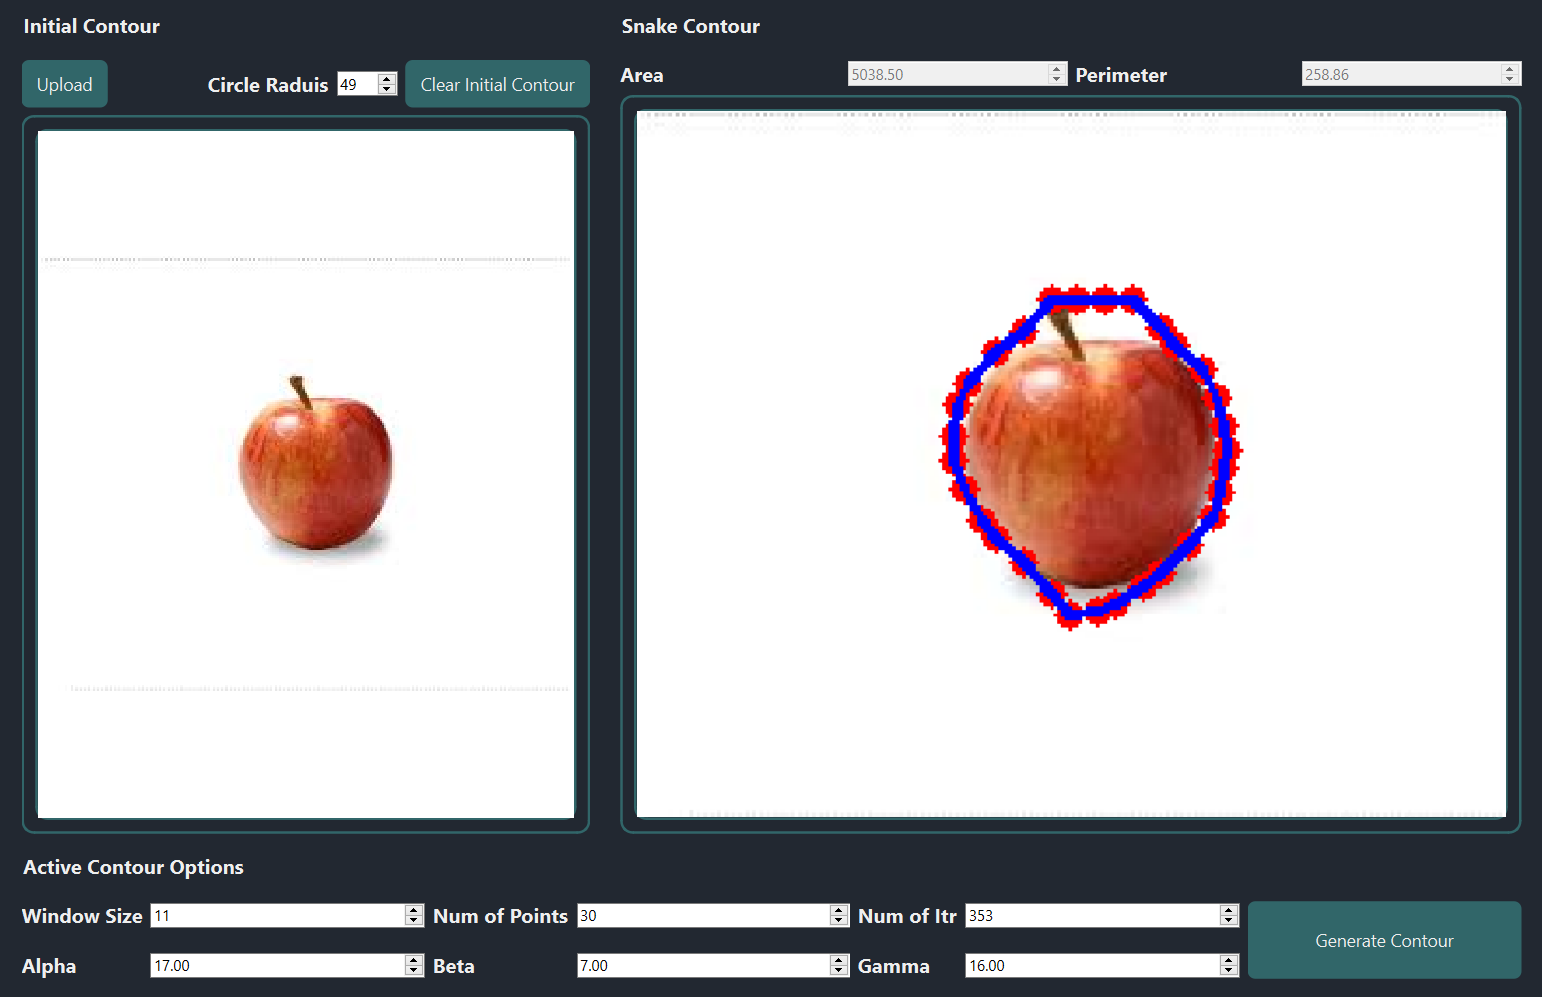 Initial Contour
Upload
Circle Raduis 49
Clear Initial Contour
Snake Contour
Area 5038.50 Perimeter 258.86
Active Contour Options
Window Size 11 Num of Points 30 Num of Itr 353
Alpha 17.00 Beta 7.00 Gamma 16.00
Generate Contour